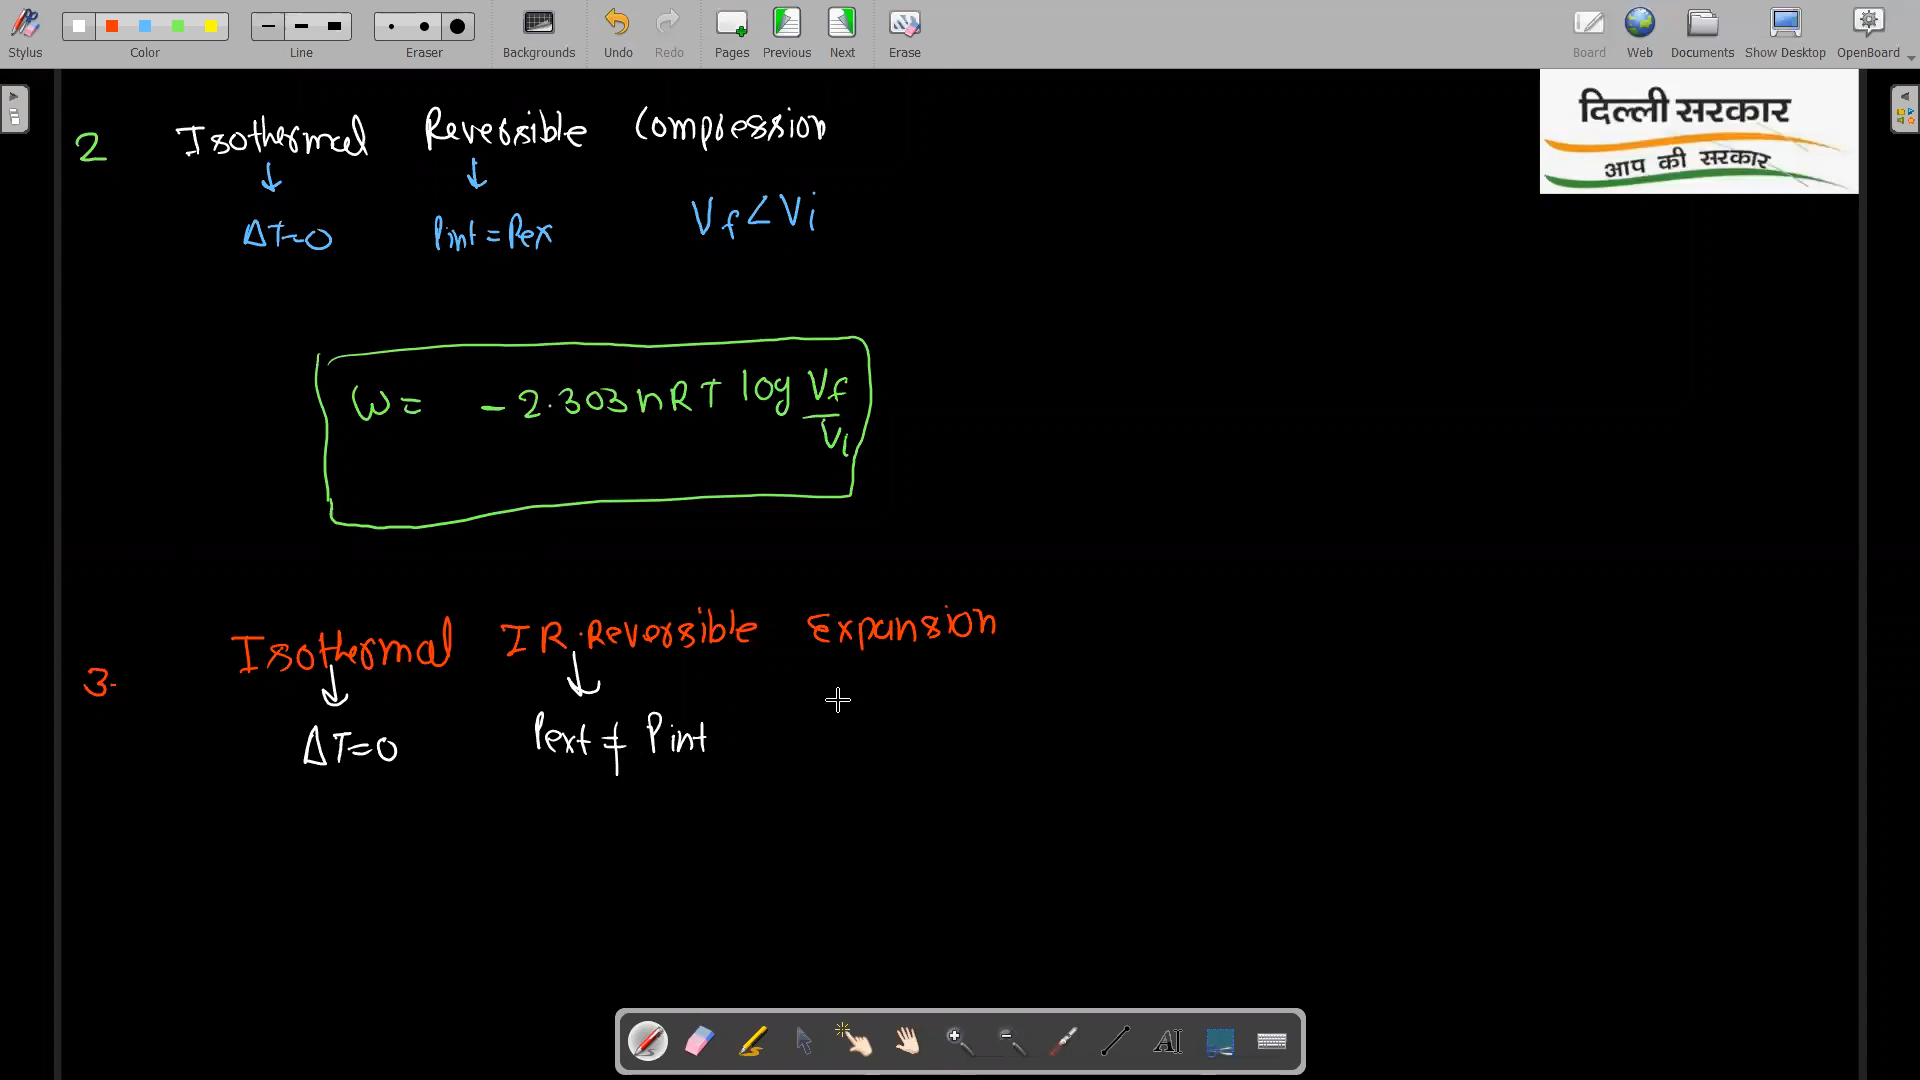 Stylus Color Line Eraser Backgrounds Undo Redo Pages Previous Next Erase Board Web Documents Show Desktop OpenBoard
दिल्ली सरकार
आप की सरकार
2 Isothermal Reversible Compression
ΔT=0 Pint = Pex Vf < Vi
W = - 2.303 nRT log Vf
Vi
3. Isothermal IR.Reversible Expansion
ΔT=0 Pext ≠ Pint